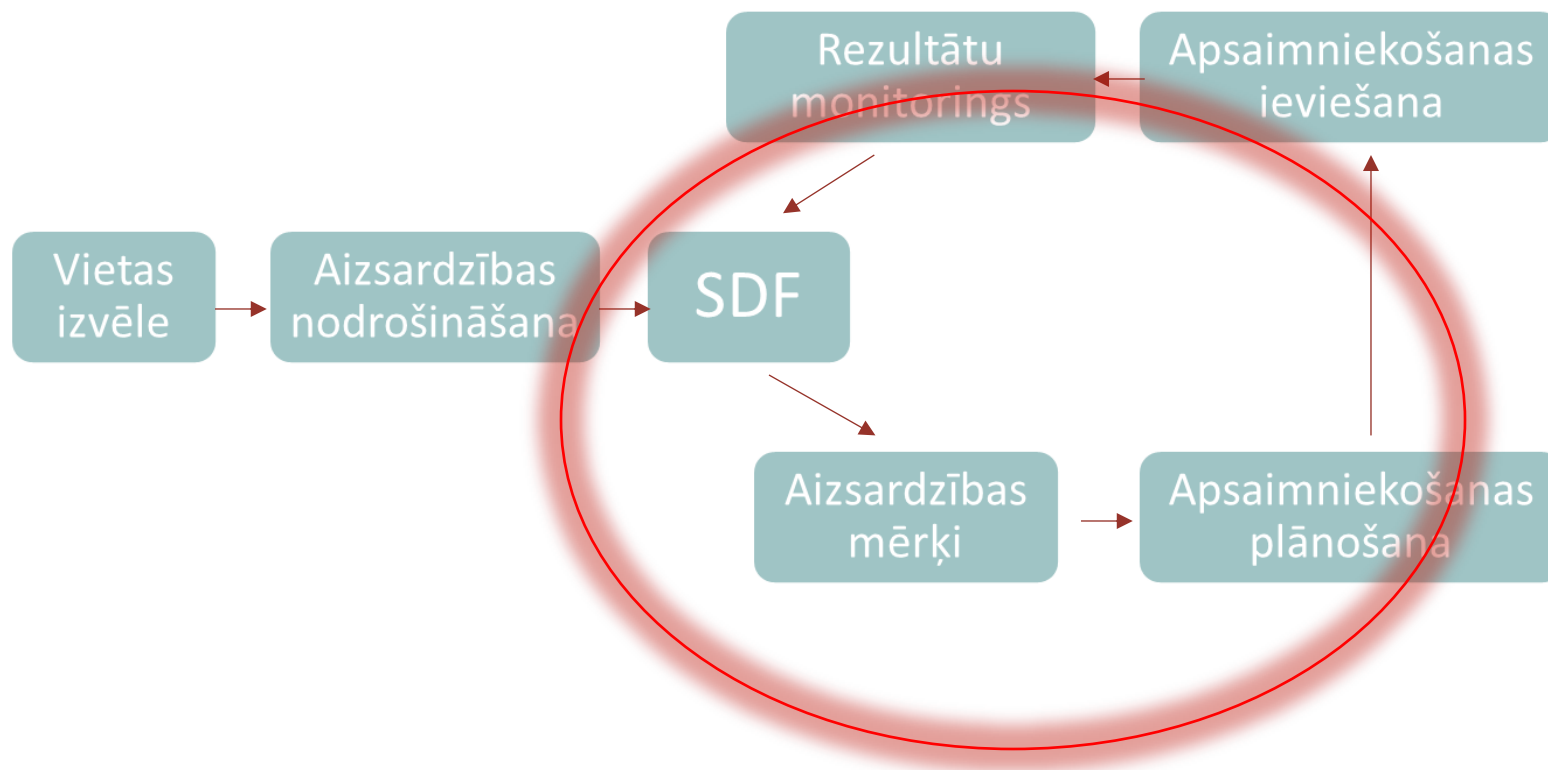 Rezultātu
monitorings
Apsaimniekošanas
ieviešana
Vietas
izvēle
Aizsardzības
nodrošināšana
SDF
Aizsardzības
mērķi
Apsaimniekošanas
plānošana